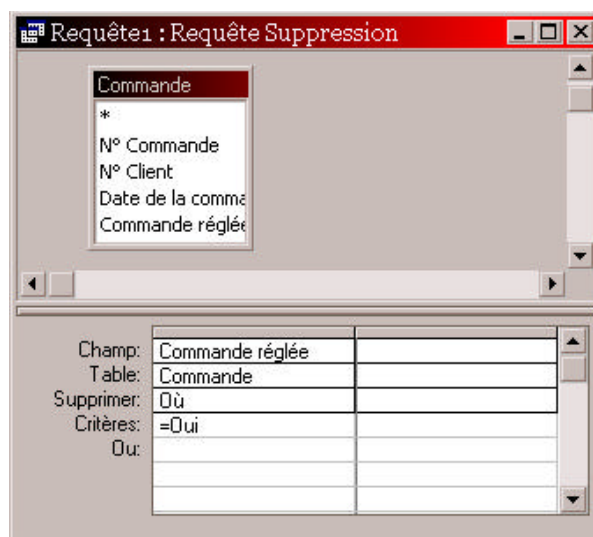 Requête1 : Requête Suppression
Commande
*
N° Commande
N° Client
Date de la comma
Commande réglée
Champ: Commande réglée
Table: Commande
Supprimer: Où
Critères: =Oui
Ou: